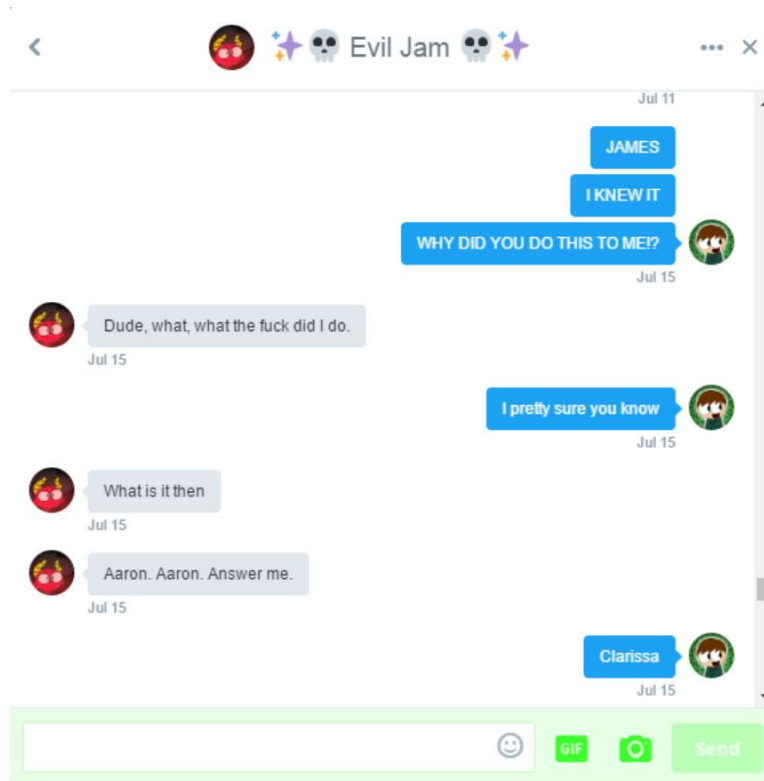 ✨💀 Evil Jam 💀✨
Jul 11
JAMES
I KNEW IT
WHY DID YOU DO THIS TO ME!?
Jul 15
Dude, what, what the fuck did I do.
Jul 15
I pretty sure you know
Jul 15
What is it then
Jul 15
Aaron. Aaron. Answer me.
Jul 15
Clarissa
Jul 15
GIF
Send